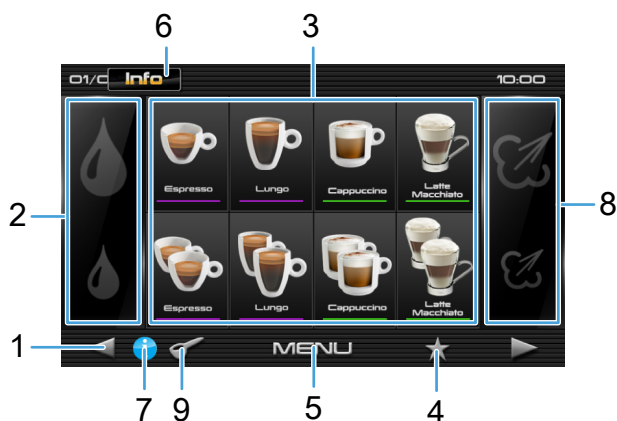 6 3
01/0 Info 10:00
Espresso Lungo Cappuccino Latte Macchiato
2 8
Espresso Lungo Cappuccino Latte Macchiato
1 MENU
7 9 5 4